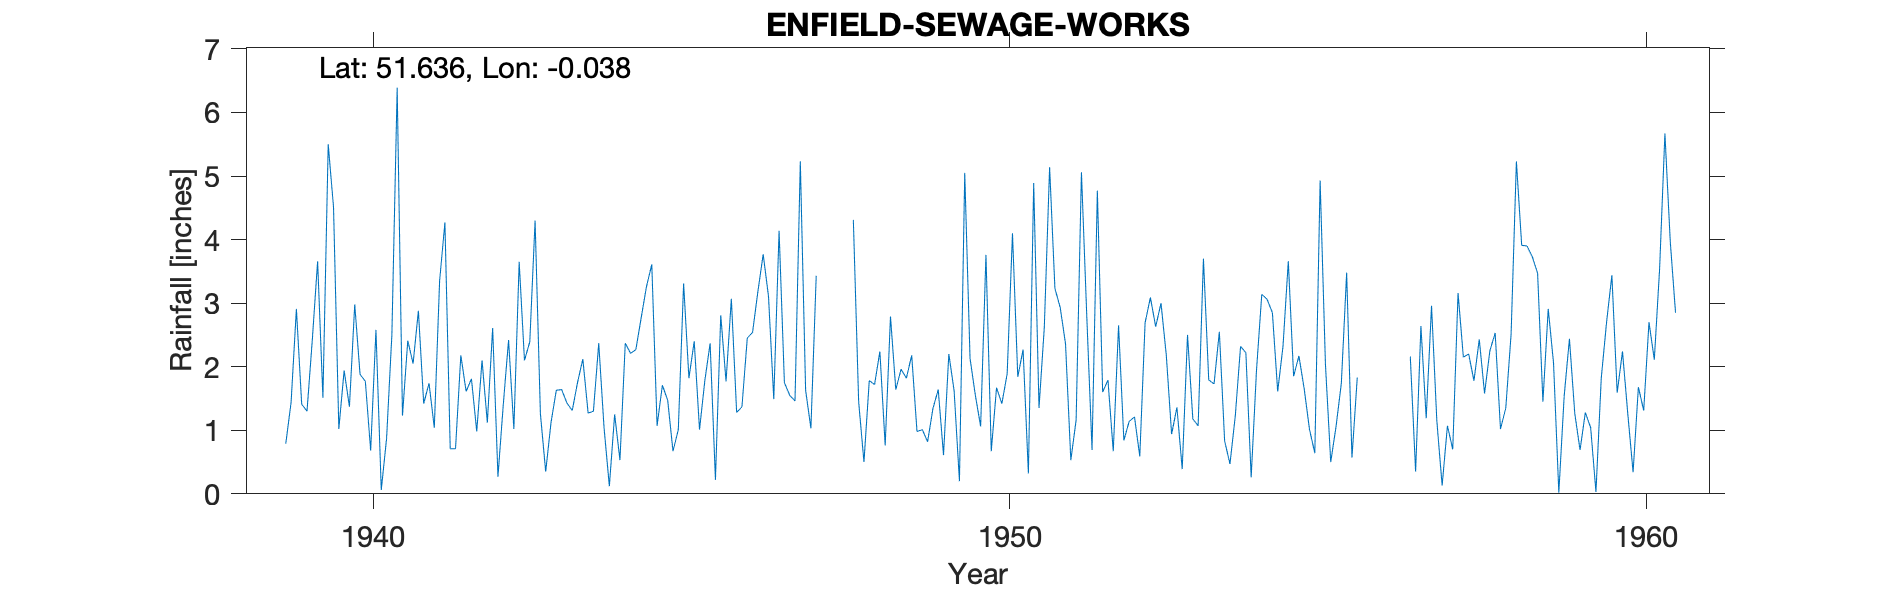 ENFIELD-SEWAGE-WORKS
Lat: 51.636, Lon: -0.038
Rainfall [inches]
7
6
5
4
3
2
1
0
1940 1950 1960
Year